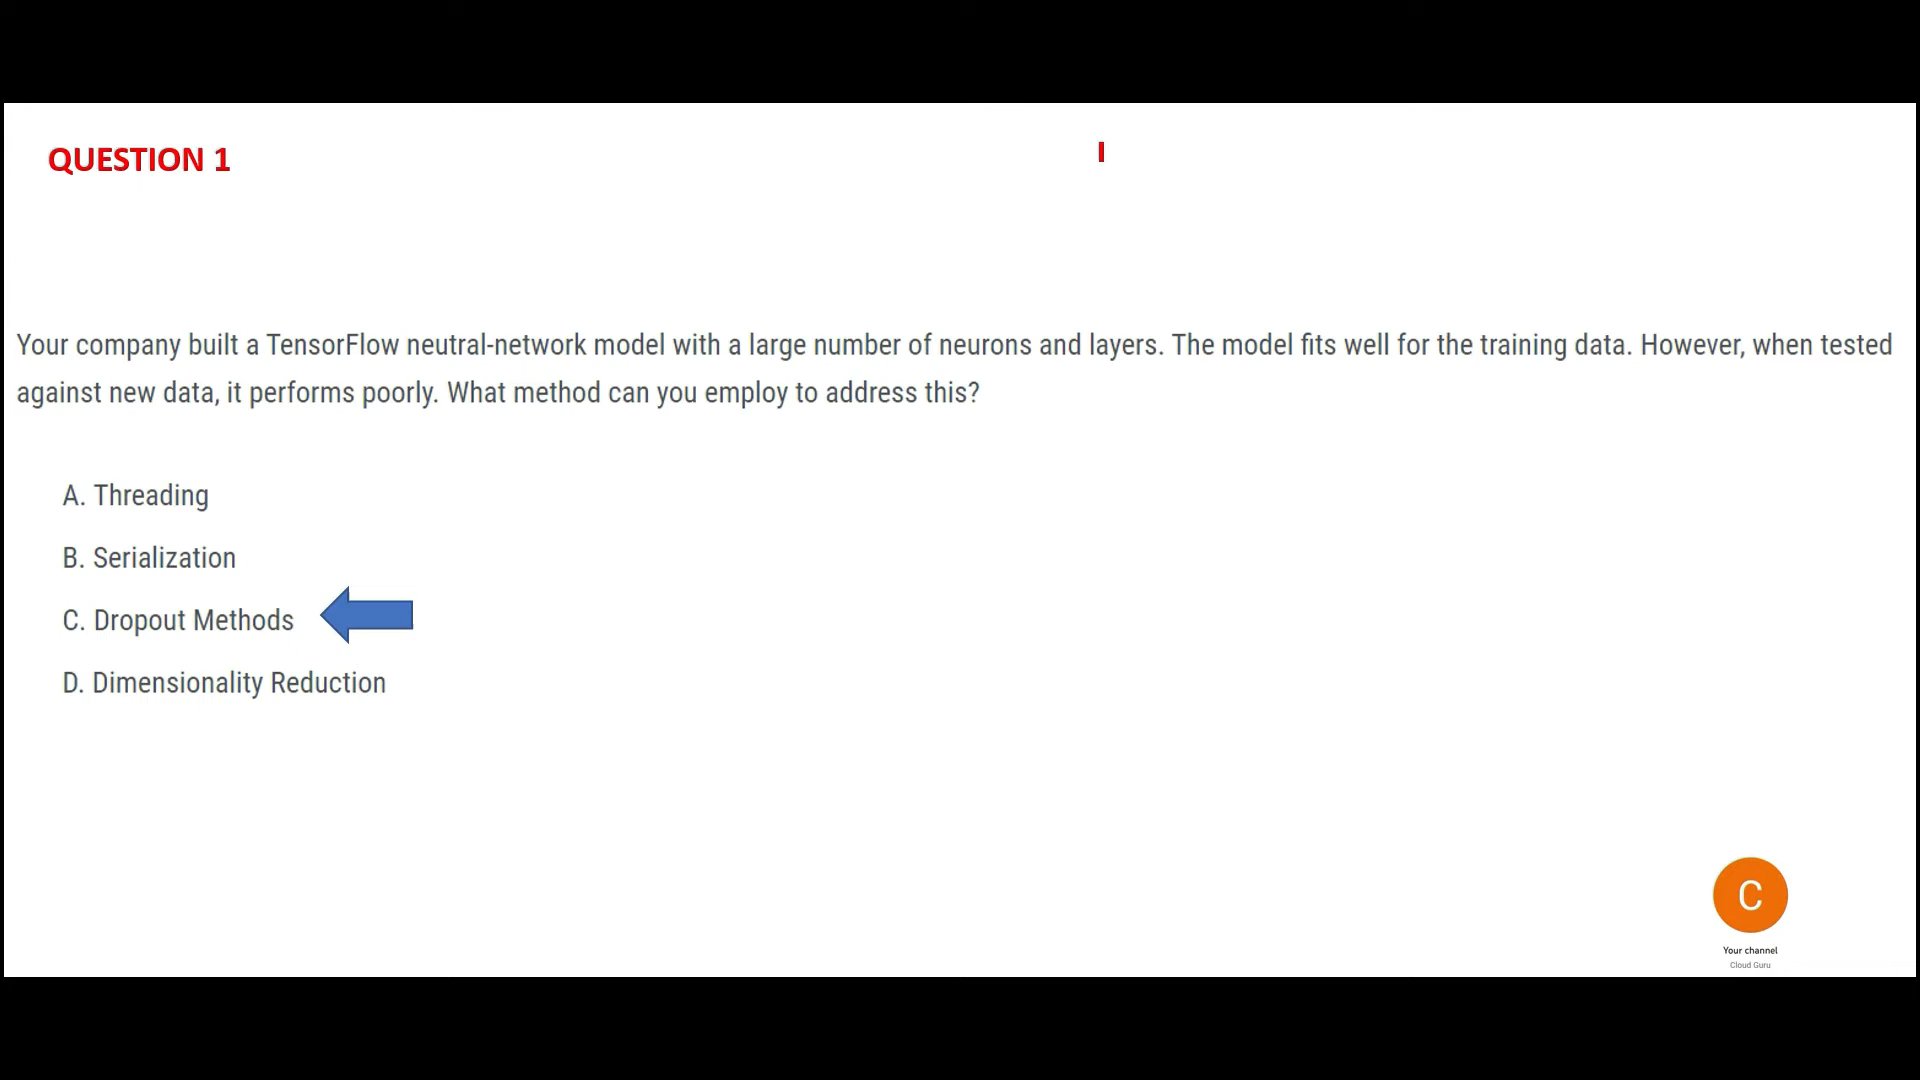 QUESTION 1
Your company built a TensorFlow neutral-network model with a large number of neurons and layers. The model fits well for the training data. However, when tested
against new data, it performs poorly. What method can you employ to address this?
A. Threading
B. Serialization
C. Dropout Methods
D. Dimensionality Reduction
C
Your channel
Cloud Guru